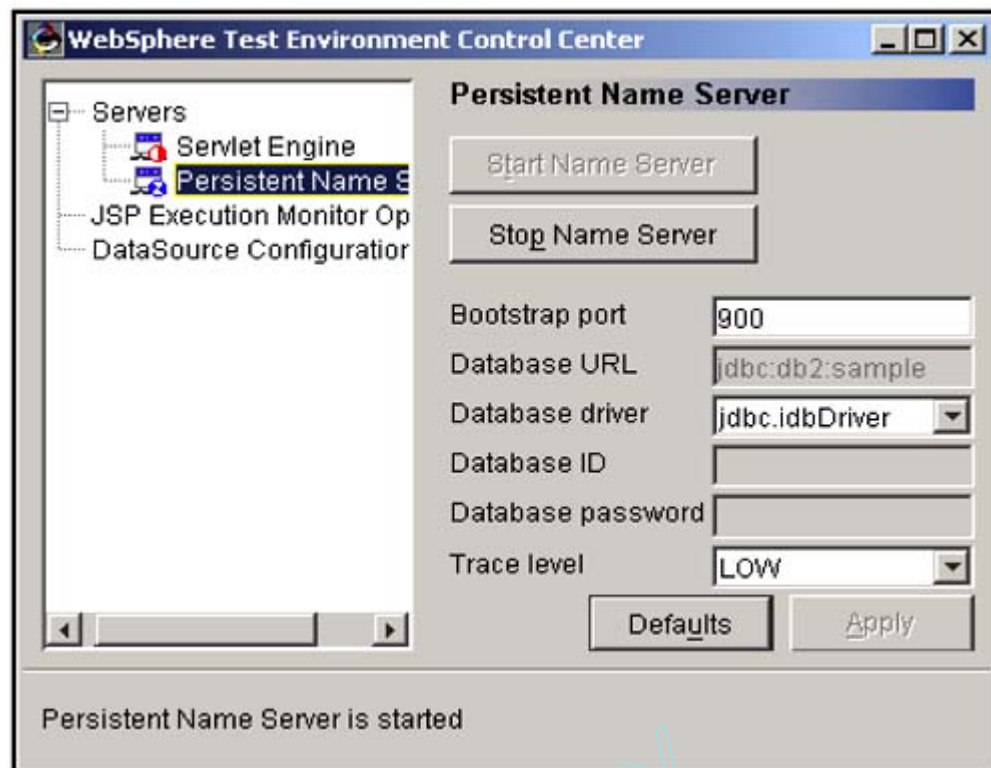 WebSphere Test Environment Control Center
Servers
Servlet Engine
Persistent Name S
JSP Execution Monitor Op
DataSource Configuration
Persistent Name Server
Start Name Server
Stop Name Server
Bootstrap port 900
Database URL jdbc:db2:sample
Database driver jdbc.idbDriver
Database ID
Database password
Trace level LOW
Defaults Apply
Persistent Name Server is started